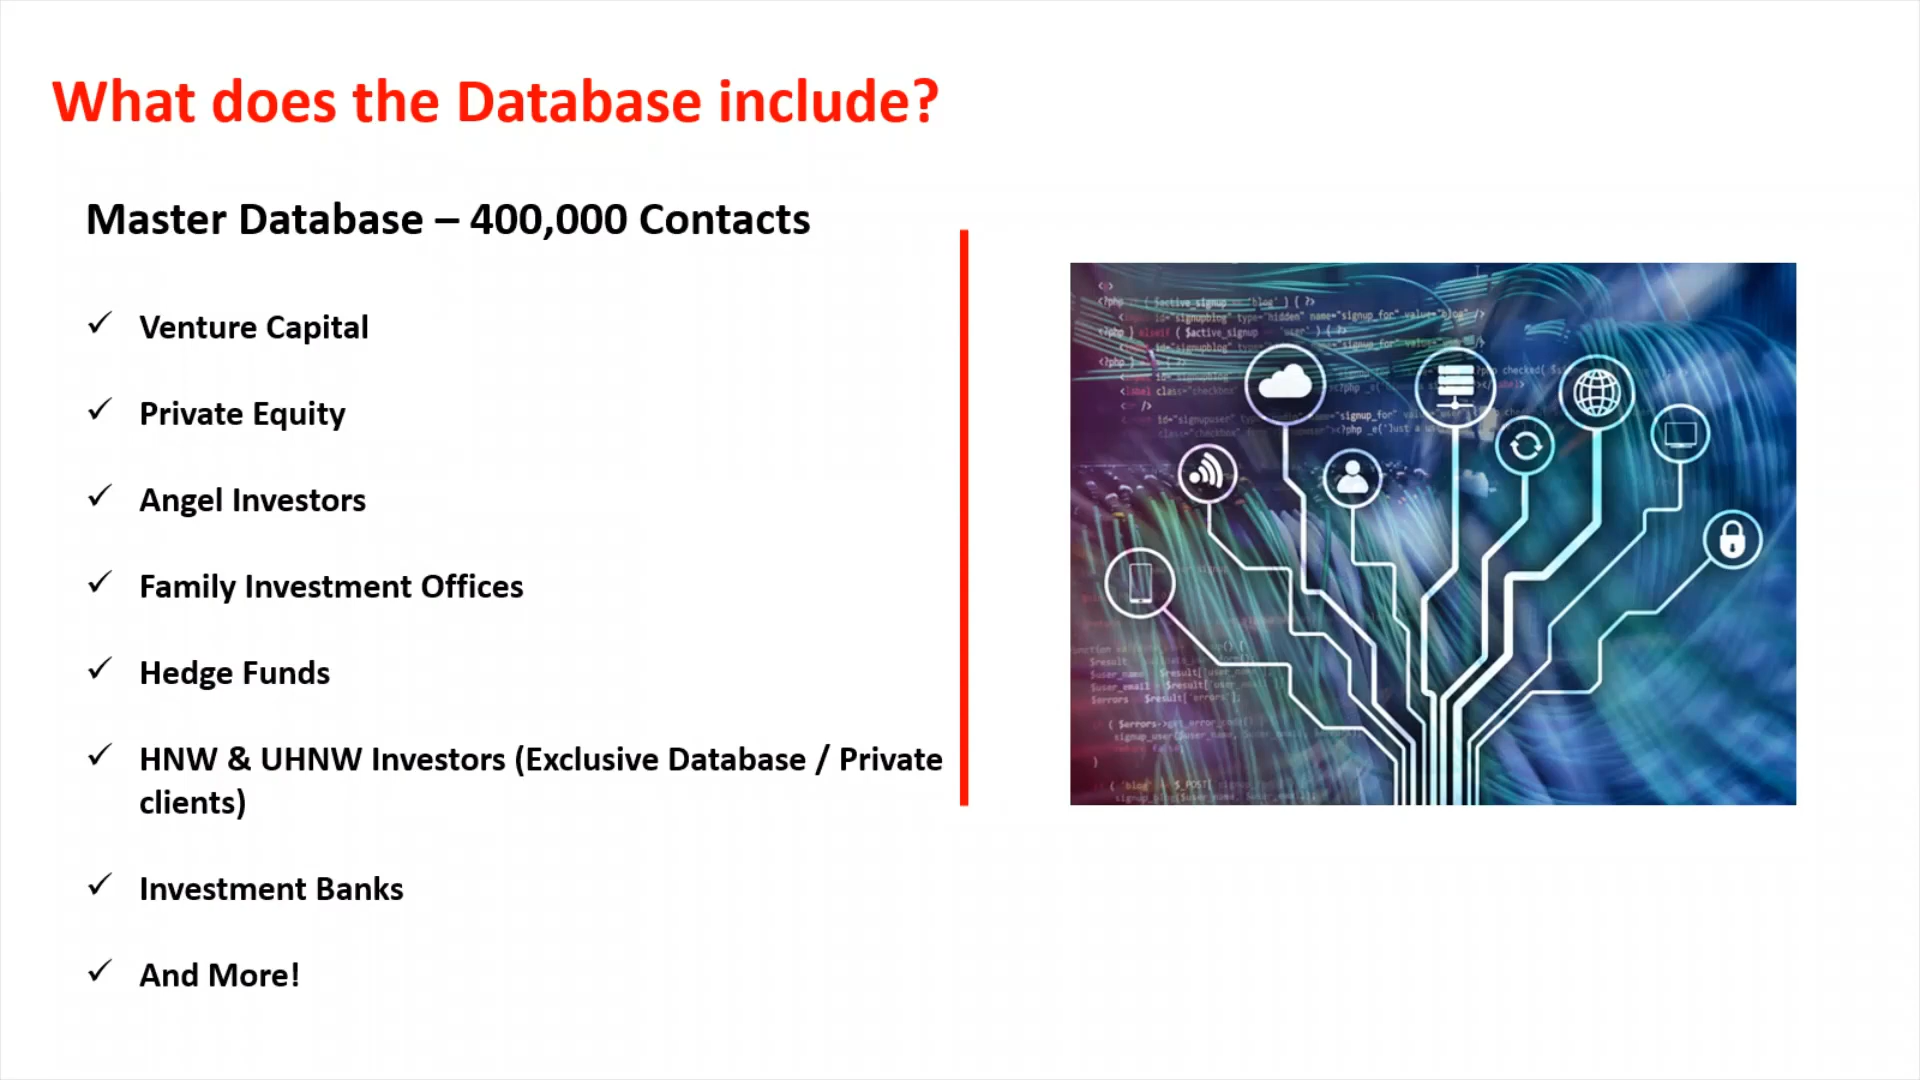 What does the Database include?
Master Database – 400,000 Contacts
✓ Venture Capital
✓ Private Equity
✓ Angel Investors
✓ Family Investment Offices
✓ Hedge Funds
✓ HNW & UHNW Investors (Exclusive Database / Private
clients)
✓ Investment Banks
✓ And More!